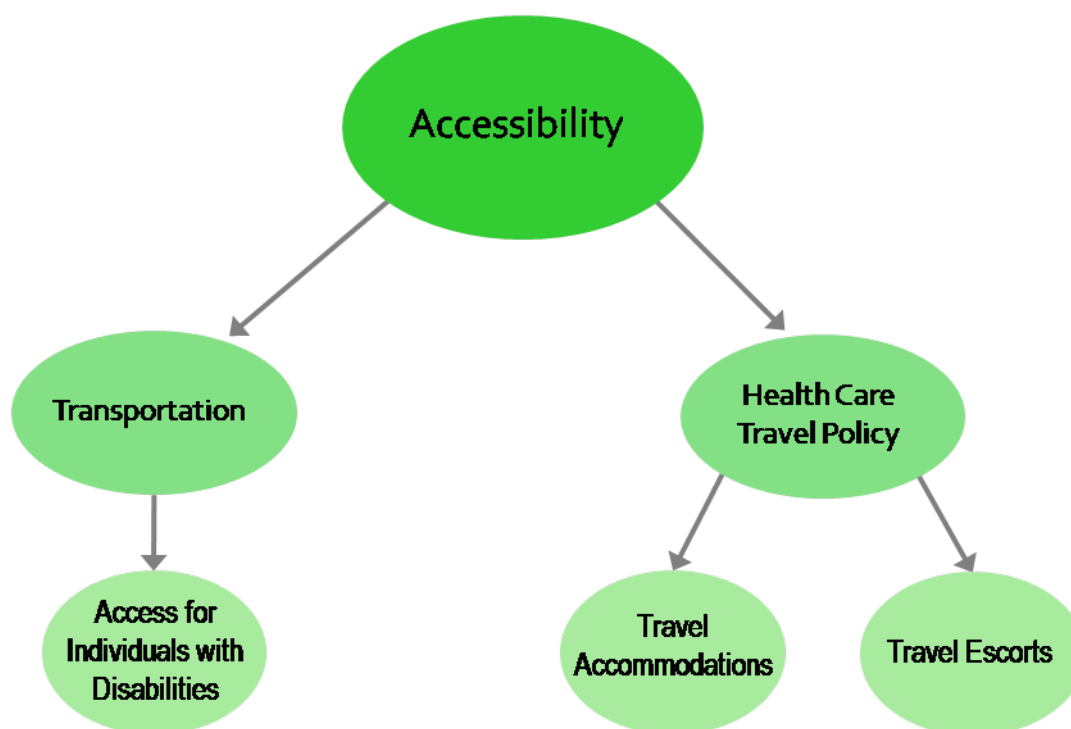 Accessibility
Transportation
Health Care
Travel Policy
Access for
Individuals with
Disabilities
Travel
Accommodations
Travel Escorts